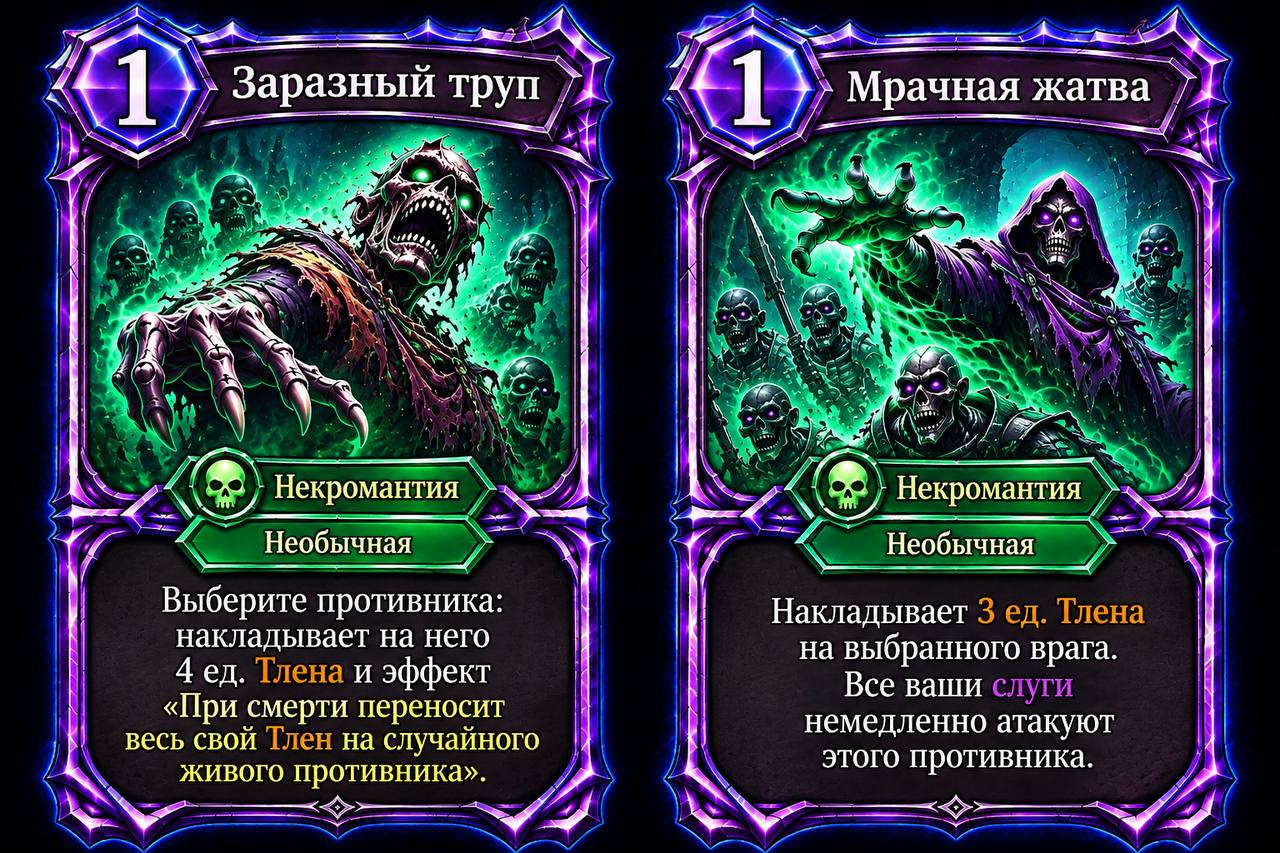 1
Заразный труп
Некромантия
Необычная
Выберите противника:
накладывает на него
4 ед. Тлена и эффект
«При смерти переносит
весь свой Тлен на случайного
живого противника».
1
Мрачная жатва
Некромантия
Необычная
Накладывает 3 ед. Тлена
на выбранного врага.
Все ваши слуги
немедленно атакуют
этого противника.